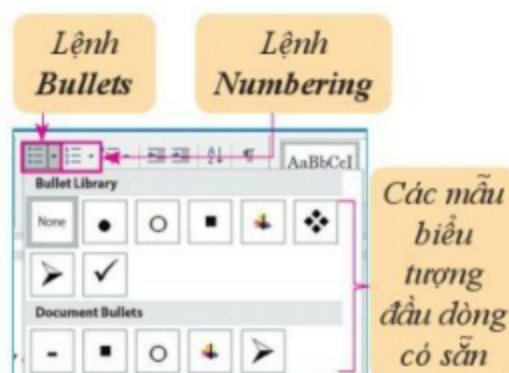 Lệnh
Bullets
Lệnh
Numbering
AaBbCcI
Bullet Library
None
Document Bullets
Các mẫu
biểu
tượng
đầu dòng
có sẵn